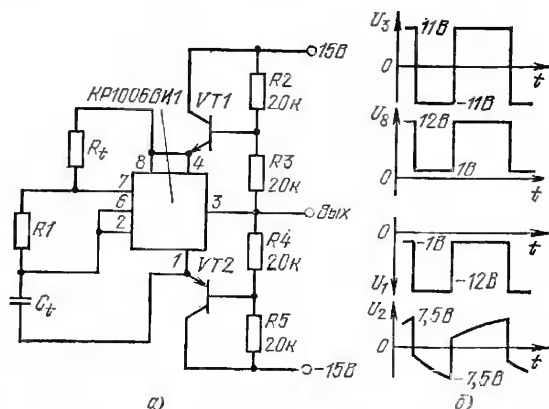 15В
R2
20к
КР1006ВИ1
VT1
Rt
8
4
R3
20к
7
6
2
3
Вых
R1
R4
20к
1
VT2
Ct
R5
20к
-15В
а)
U3
11В
0
t
-11В
U8
12В
1В
0
t
0
t
-1В
U1
-12В
U2
7,5В
0
t
-7,5В
б)